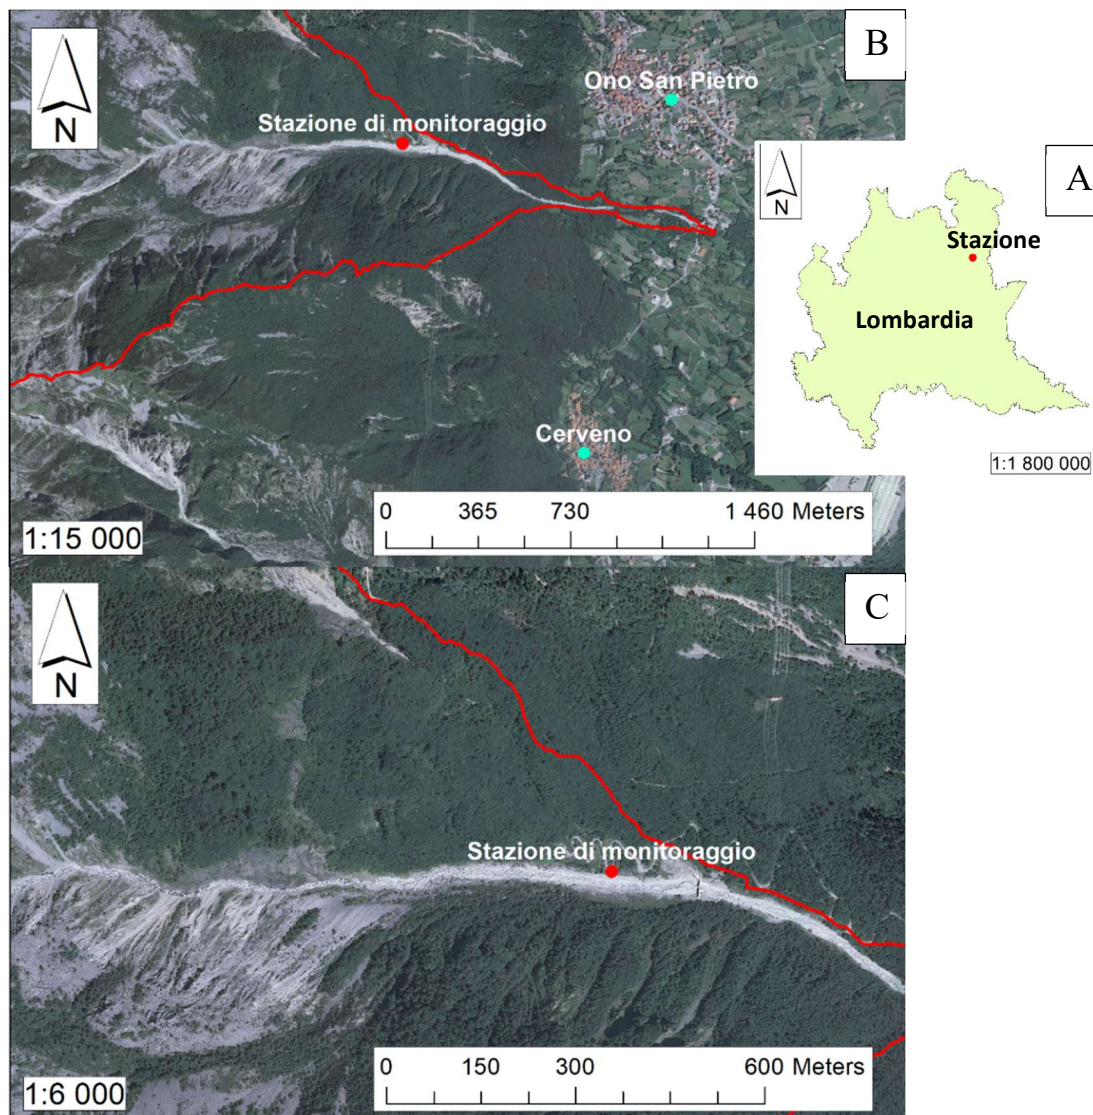 B
N
Ono San Pietro
Stazione di monitoraggio
A
N
Stazione
Lombardia
1:1 800 000
Cerveno
0 365 730 1 460 Meters
1:15 000
C
N
Stazione di monitoraggio
0 150 300 600 Meters
1:6 000